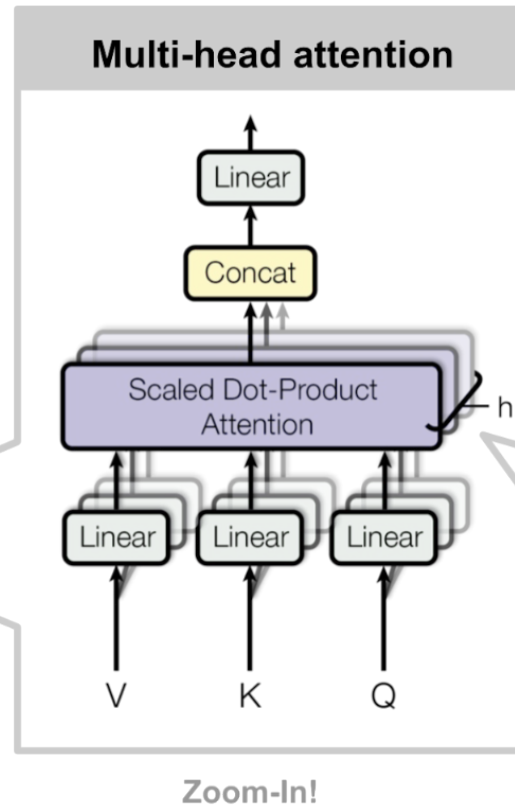 Multi-head attention
Linear
Concat
Scaled Dot-Product
Attention
h
Linear Linear Linear
V K Q
Zoom-In!